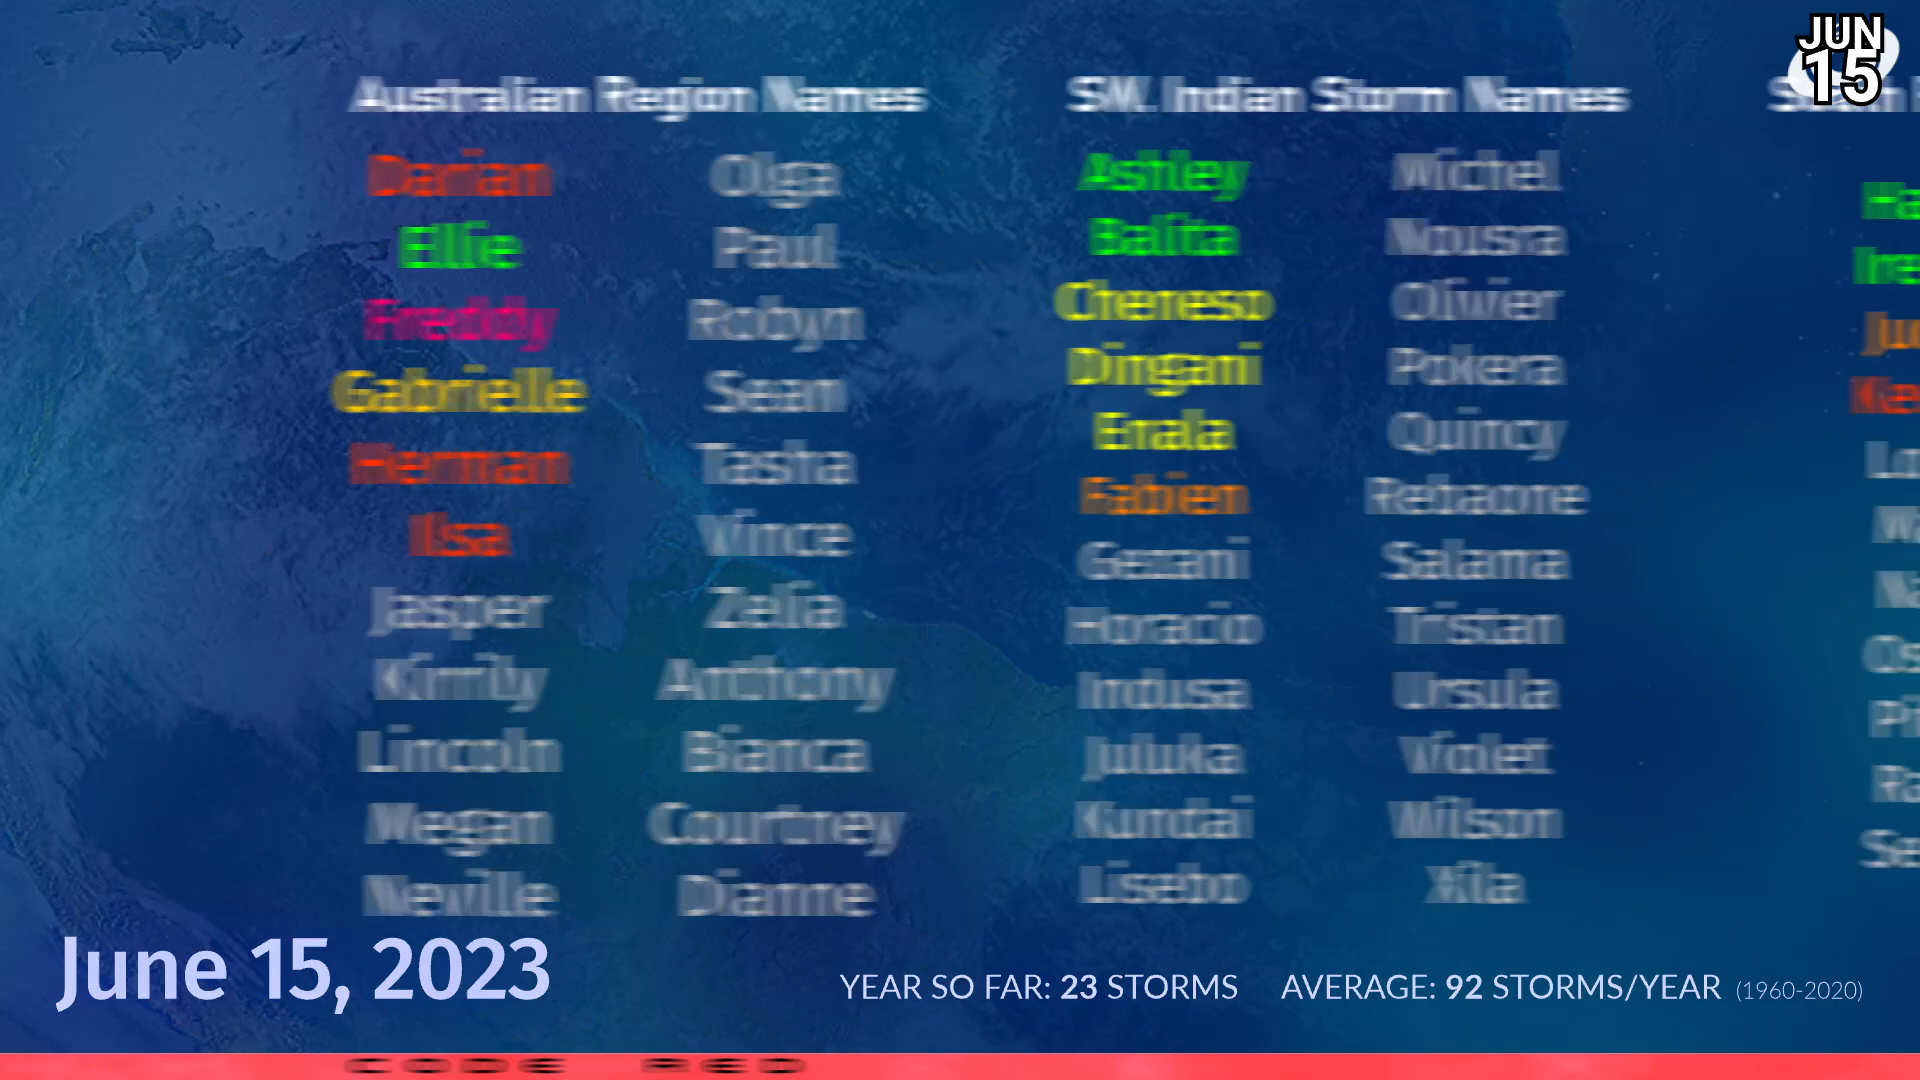 JUN
15
Australian Region Names
Darian
Ellie
Freddy
Gabrielle
Herman
Ilsa
Jasper
Kirrily
Lincoln
Megan
Neville
Olga
Paul
Robyn
Sean
Tasha
Vince
Zelia
Anthony
Bianca
Courtney
Dianne
SW. Indian Storm Names
Ashley
Balita
Cheneso
Dingani
Enala
Fabien
Gezani
Horacio
Indusa
Juluka
Kundai
Lisebo
Michel
Nousra
Olivier
Pokera
Quincy
Rebaone
Salama
Tristan
Ursula
Violet
Wilson
Xila
June 15, 2023
YEAR SO FAR: 23 STORMS AVERAGE: 92 STORMS/YEAR (1960-2020)
CODE RED